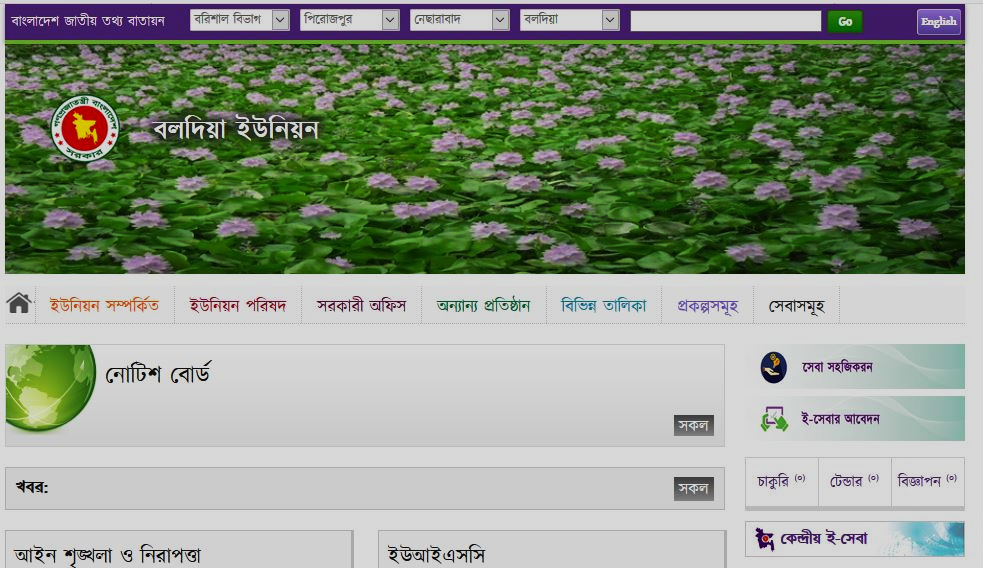 বাংলাদেশ জাতীয় তথ্য বাতায়ন বরিশাল বিভাগ পিরোজপুর নেছারাবাদ বলদিয়া Go English
গণপ্রজাতন্ত্রী বাংলাদেশ
সরকার
বলদিয়া ইউনিয়ন
ইউনিয়ন সম্পর্কিত ইউনিয়ন পরিষদ সরকারী অফিস অন্যান্য প্রতিষ্ঠান বিভিন্ন তালিকা প্রকল্পসমূহ সেবাসমূহ
নোটিশ বোর্ড
সকল
খবর:
সকল
আইন শৃঙ্খলা ও নিরাপত্তা
ইউআইএসসি
সেবা সহজিকরন
ই-সেবার আবেদন
চাকুরি (০) টেন্ডার (০) বিজ্ঞাপন (০)
কেন্দ্রীয় ই-সেবা